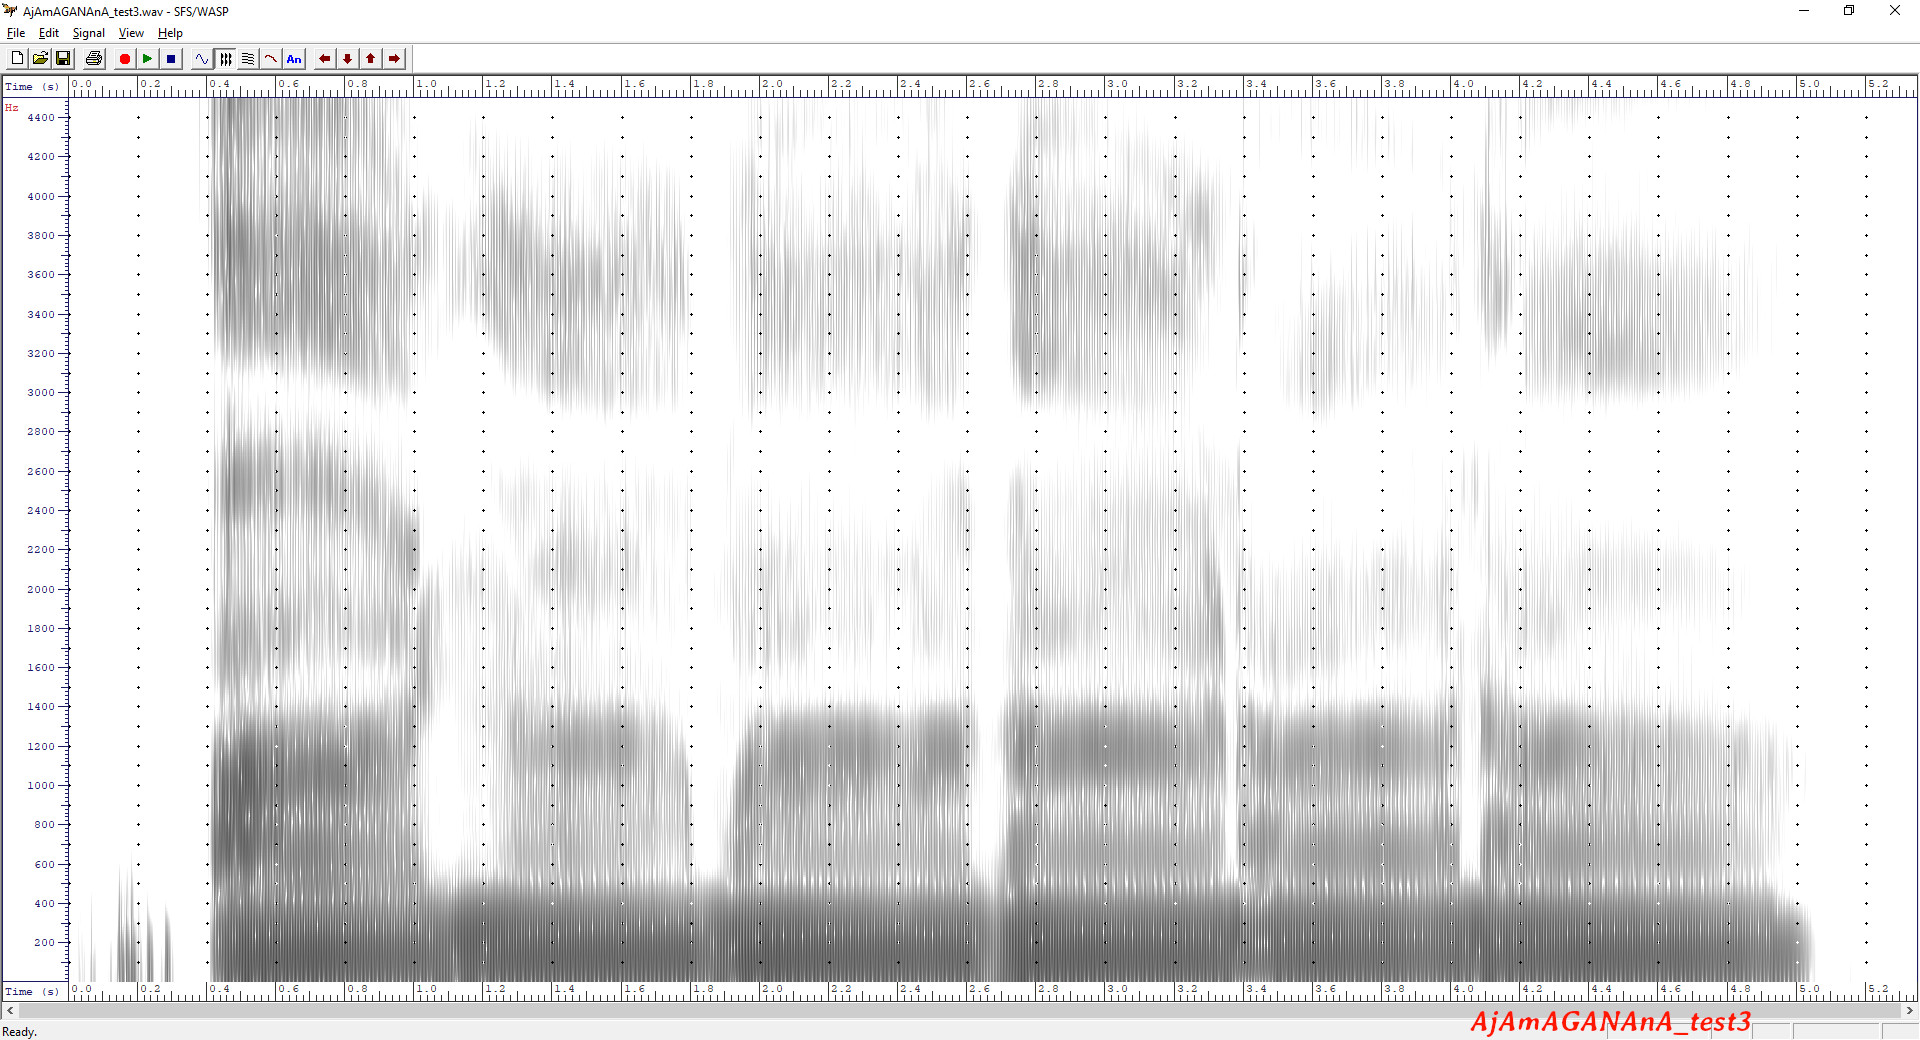 AjAmAGANAnA_test3.wav - SFS/WASP
File Edit Signal View Help
An
Time (s) 0.0 0.2 0.4 0.6 0.8 1.0 1.2 1.4 1.6 1.8 2.0 2.2 2.4 2.6 2.8 3.0 3.2 3.4 3.6 3.8 4.0 4.2 4.4 4.6 4.8 5.0 5.2
Hz
4400
4200
4000
3800
3600
3400
3200
3000
2800
2600
2400
2200
2000
1800
1600
1400
1200
1000
800
600
400
200
Time (s) 0.0 0.2 0.4 0.6 0.8 1.0 1.2 1.4 1.6 1.8 2.0 2.2 2.4 2.6 2.8 3.0 3.2 3.4 3.6 3.8 4.0 4.2 4.4 4.6 4.8 5.0 5.2
AjAmAGANAnA_test3
Ready.